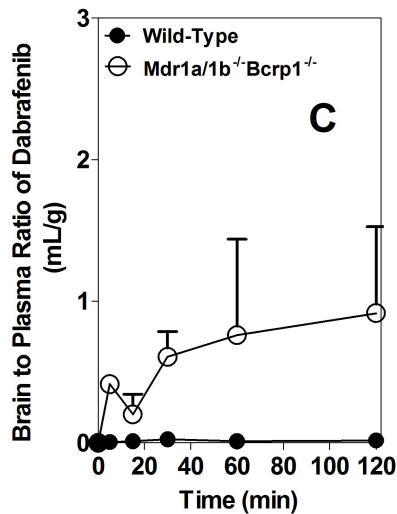 3
Wild-Type
Mdr1a/1b-/-Bcrp1-/-
C
2
1
0
Brain to Plasma Ratio of Dabrafenib
(mL/g)
0 20 40 60 80 100 120
Time (min)